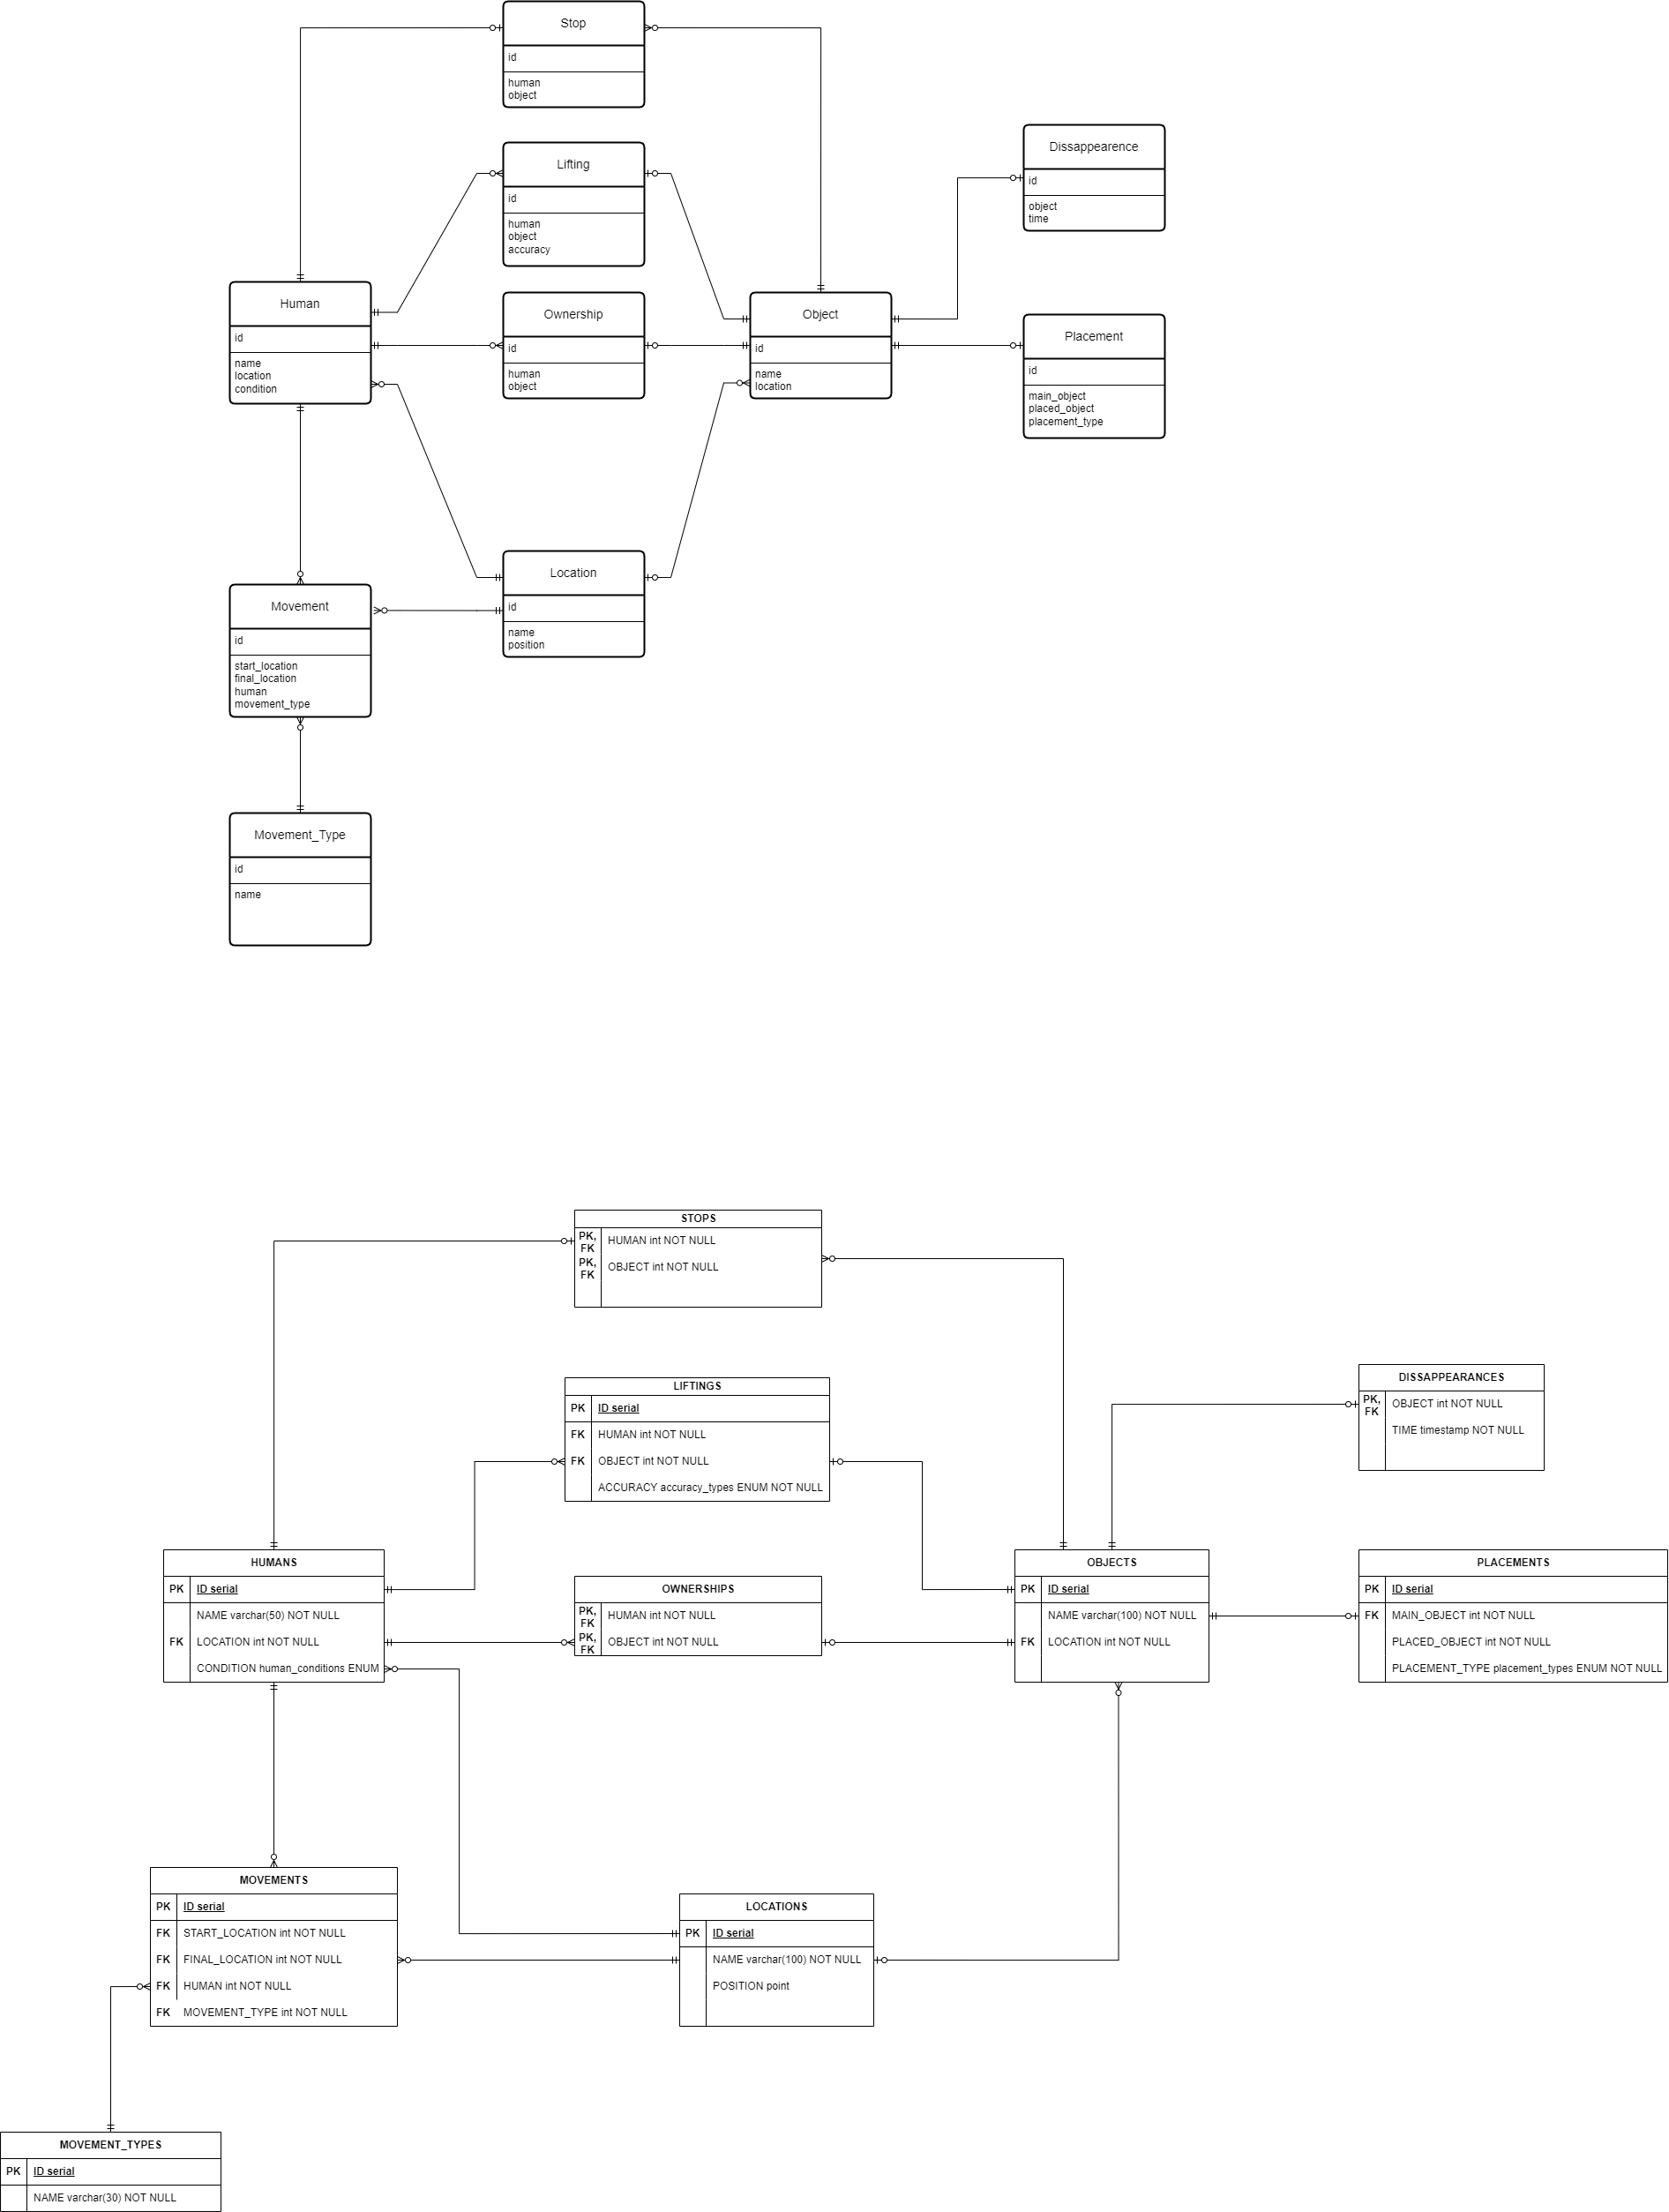 Stop
id
human
object
Lifting
id
human
object
accuracy
Dissappearence
id
object
time
Human
id
name
location
condition
Ownership
id
human
object
Object
id
name
location
Placement
id
main_object
placed_object
placement_type
Movement
id
start_location
final_location
human
movement_type
Location
id
name
position
Movement_Type
id
name
STOPS
PK, FK HUMAN int NOT NULL
PK, FK OBJECT int NOT NULL
LIFTINGS
PK ID serial
FK HUMAN int NOT NULL
FK OBJECT int NOT NULL
ACCURACY accuracy_types ENUM NOT NULL
DISSAPPEARANCES
PK, FK OBJECT int NOT NULL
TIME timestamp NOT NULL
HUMANS
PK ID serial
NAME varchar(50) NOT NULL
FK LOCATION int NOT NULL
CONDITION human_conditions ENUM
OWNERSHIPS
PK, FK HUMAN int NOT NULL
PK, FK OBJECT int NOT NULL
OBJECTS
PK ID serial
NAME varchar(100) NOT NULL
FK LOCATION int NOT NULL
PLACEMENTS
PK ID serial
FK MAIN_OBJECT int NOT NULL
PLACED_OBJECT int NOT NULL
PLACEMENT_TYPE placement_types ENUM NOT NULL
MOVEMENTS
PK ID serial
FK START_LOCATION int NOT NULL
FK FINAL_LOCATION int NOT NULL
FK HUMAN int NOT NULL
FK MOVEMENT_TYPE int NOT NULL
LOCATIONS
PK ID serial
NAME varchar(100) NOT NULL
POSITION point
MOVEMENT_TYPES
PK ID serial
NAME varchar(30) NOT NULL